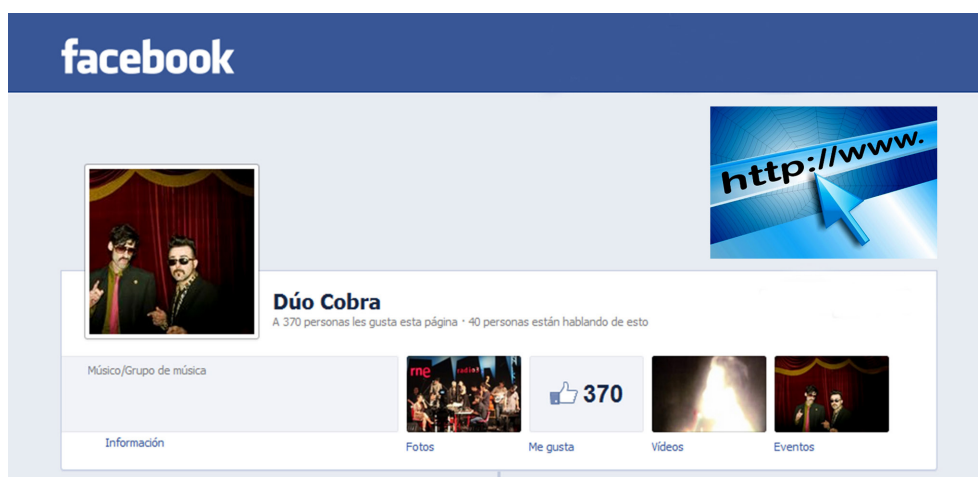 facebook
http://www.
Dúo Cobra
A 370 personas les gusta esta página · 40 personas están hablando de esto
Músico/Grupo de música
Información
rne radio3
370
Fotos
Me gusta
Vídeos
Eventos